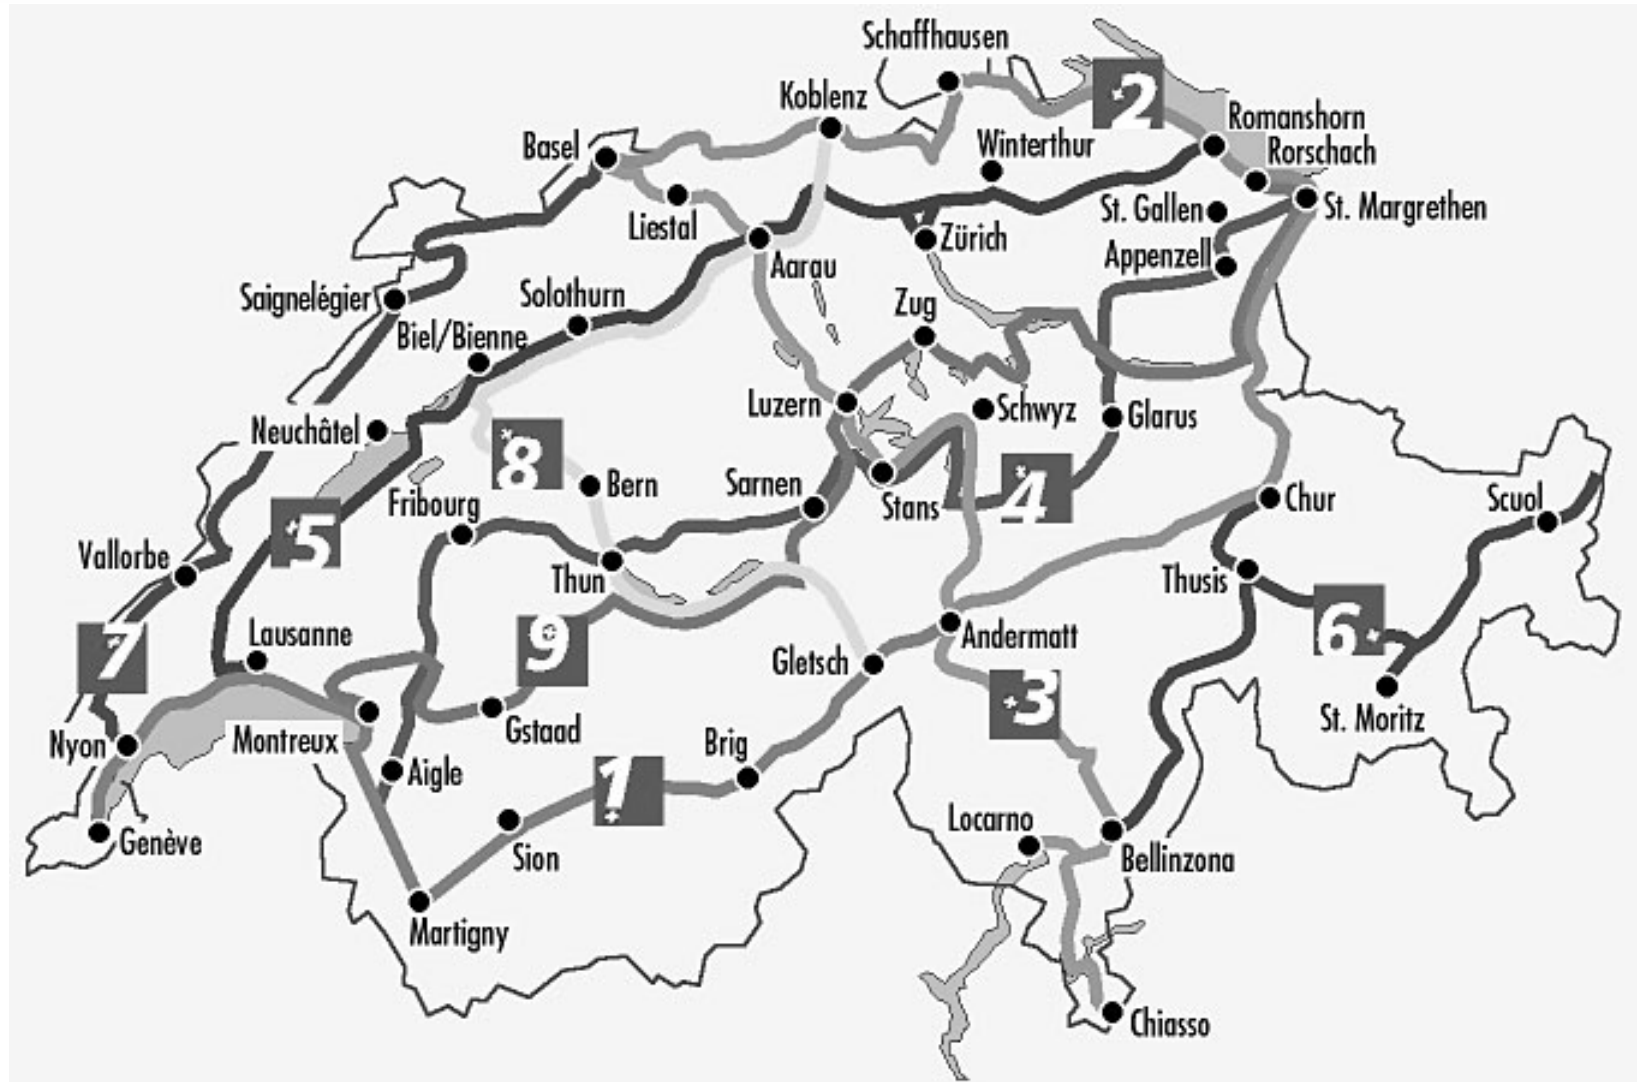 Schaffhausen
2
Koblenz
Romanshorn
Basel
Winterthur
Rorschach
Liestal
St. Gallen
St. Margrethen
Zürich
Appenzell
Aarau
Saignelégier
Solothurn
Zug
Biel/Bienne
Luzern
Schwyz
Glarus
Neuchâtel
8
Bern
Sarnen
4
Fribourg
Stans
Chur
Scuol
5
Vallorbe
Thun
Thusis
7
Lausanne
9
Gletsch
Andermatt
6
3
St. Moritz
Nyon
Montreux
Gstaad
Brig
Aigle
1
Genève
Sion
Locarno
Bellinzona
Martigny
Chiasso